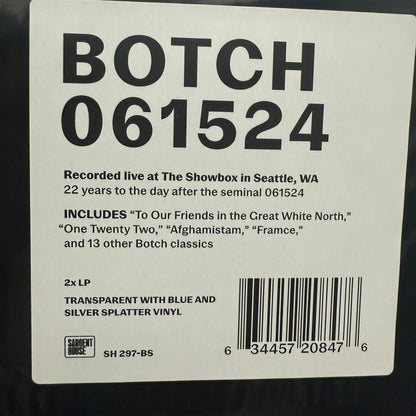 BOTCH
061524
Recorded live at The Showbox in Seattle, WA
22 years to the day after the seminal 061524
INCLUDES “To Our Friends in the Great White North,”
“One Twenty Two,” “Afghamistam,” “Framce,”
and 13 other Botch classics
2x LP
TRANSPARENT WITH BLUE AND
SILVER SPLATTER VINYL
SARGENT
HOUSE
SH 297-BS
6 34457 20847 6